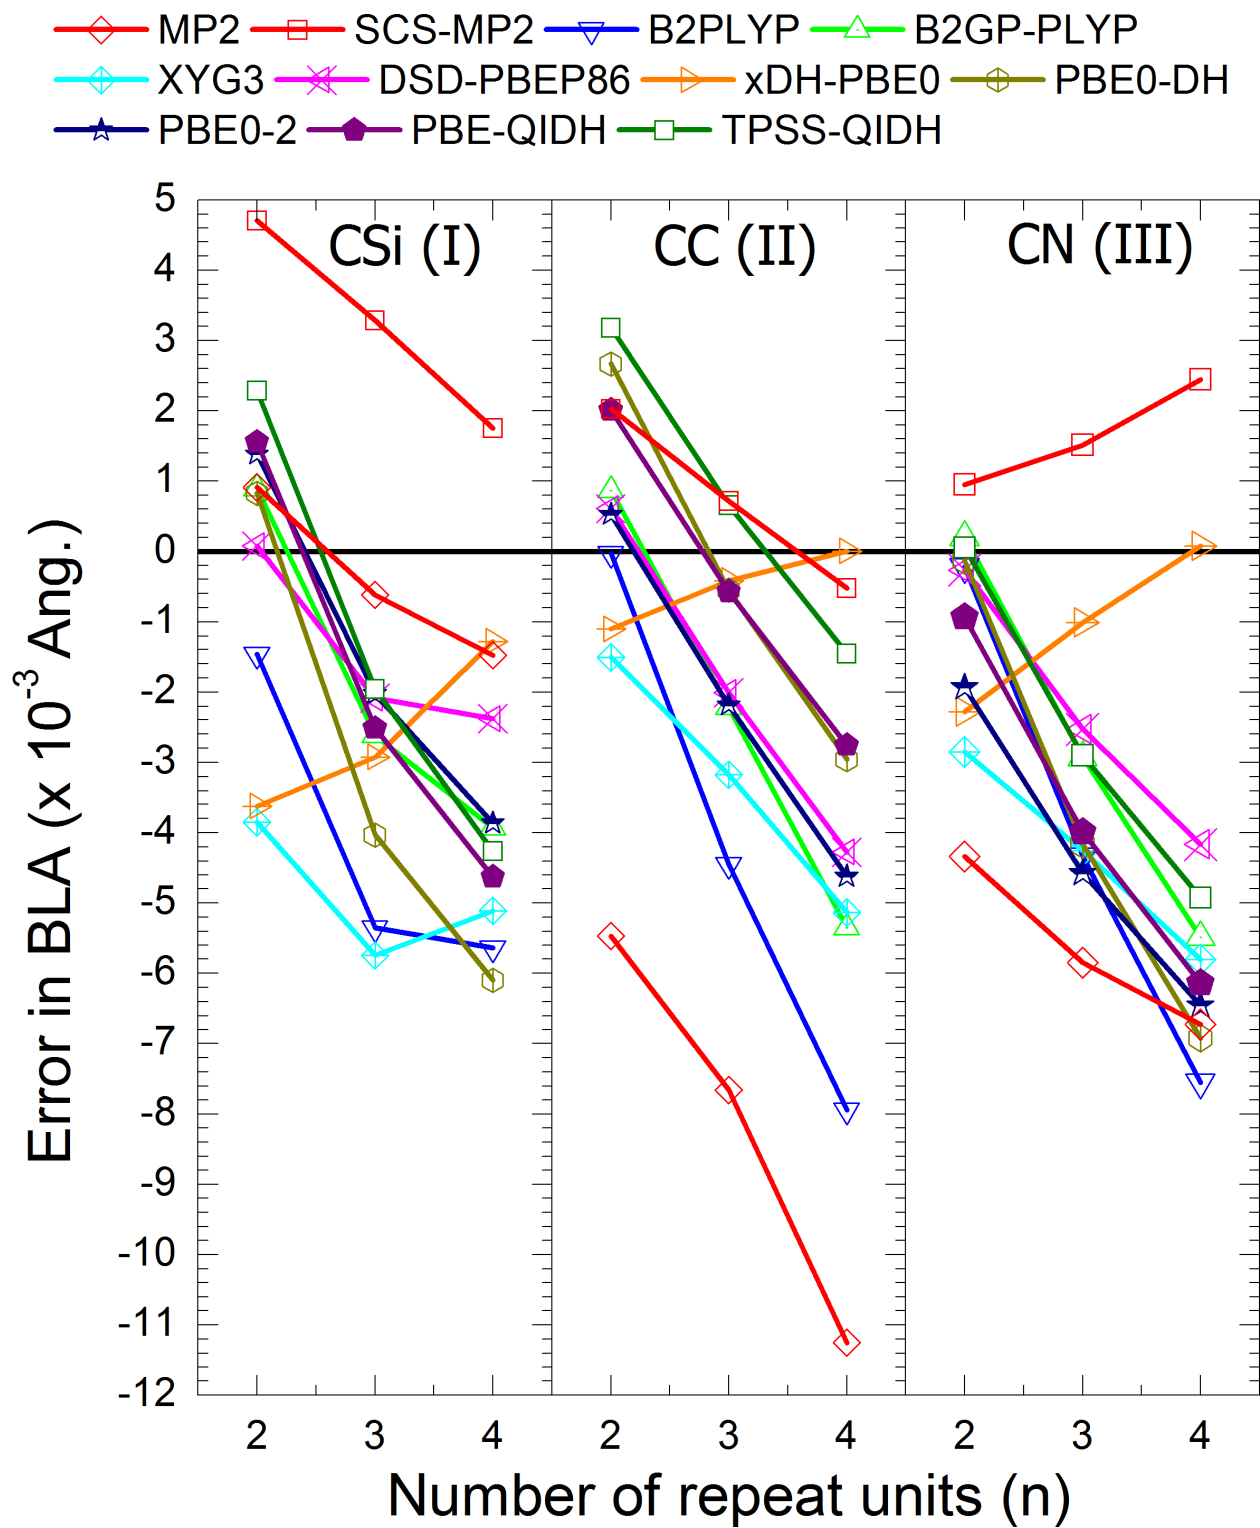 MP2 SCS-MP2 B2PLYP B2GP-PLYP
XYG3 DSD-PBEP86 xDH-PBE0 PBE0-DH
PBE0-2 PBE-QIDH TPSS-QIDH
CSi (I) CC (II) CN (III)
5
4
3
2
1
0
-1
-2
-3
-4
-5
-6
-7
-8
-9
-10
-11
-12
Error in BLA (x 10⁻³ Ang.)
2 3 4 2 3 4 2 3 4
Number of repeat units (n)